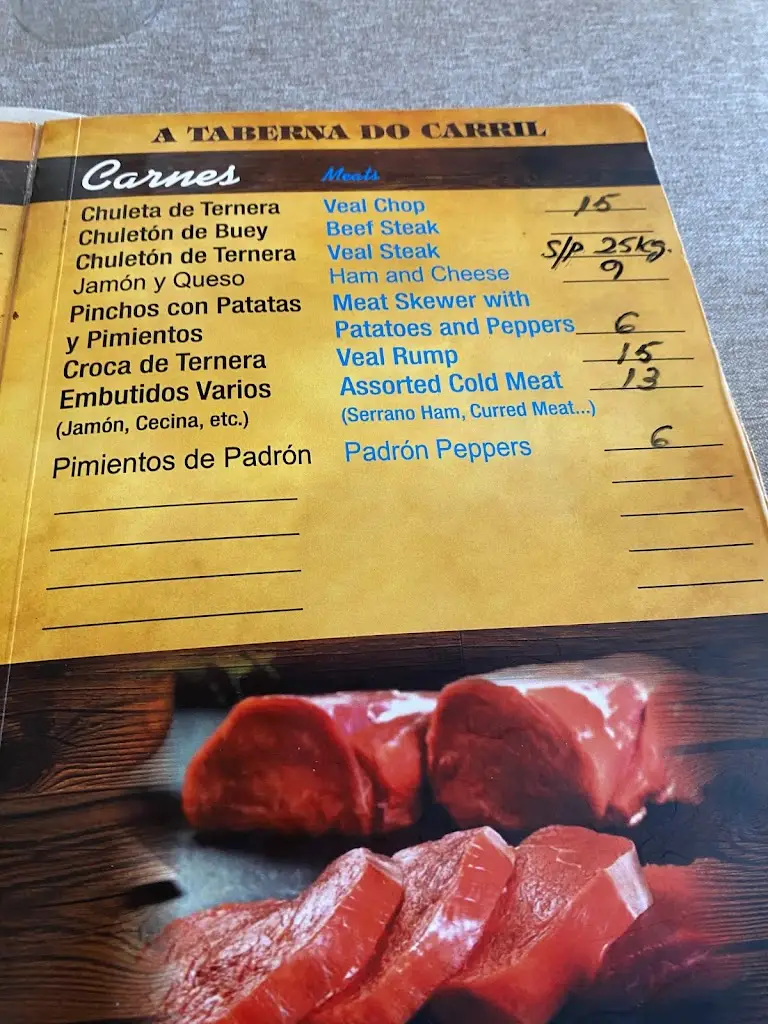 A TABERNA DO CARRIL
Carnes Meats
Chuleta de Ternera Veal Chop 15
Chuletón de Buey Beef Steak
Chuletón de Ternera Veal Steak S/P 25kg.
Jamón y Queso Ham and Cheese 9
Pinchos con Patatas Meat Skewer with
y Pimientos Patatoes and Peppers 6
Croca de Ternera Veal Rump 15
Embutidos Varios Assorted Cold Meat 13
(Jamón, Cecina, etc.) (Serrano Ham, Curred Meat...)
Pimientos de Padrón Padrón Peppers 6